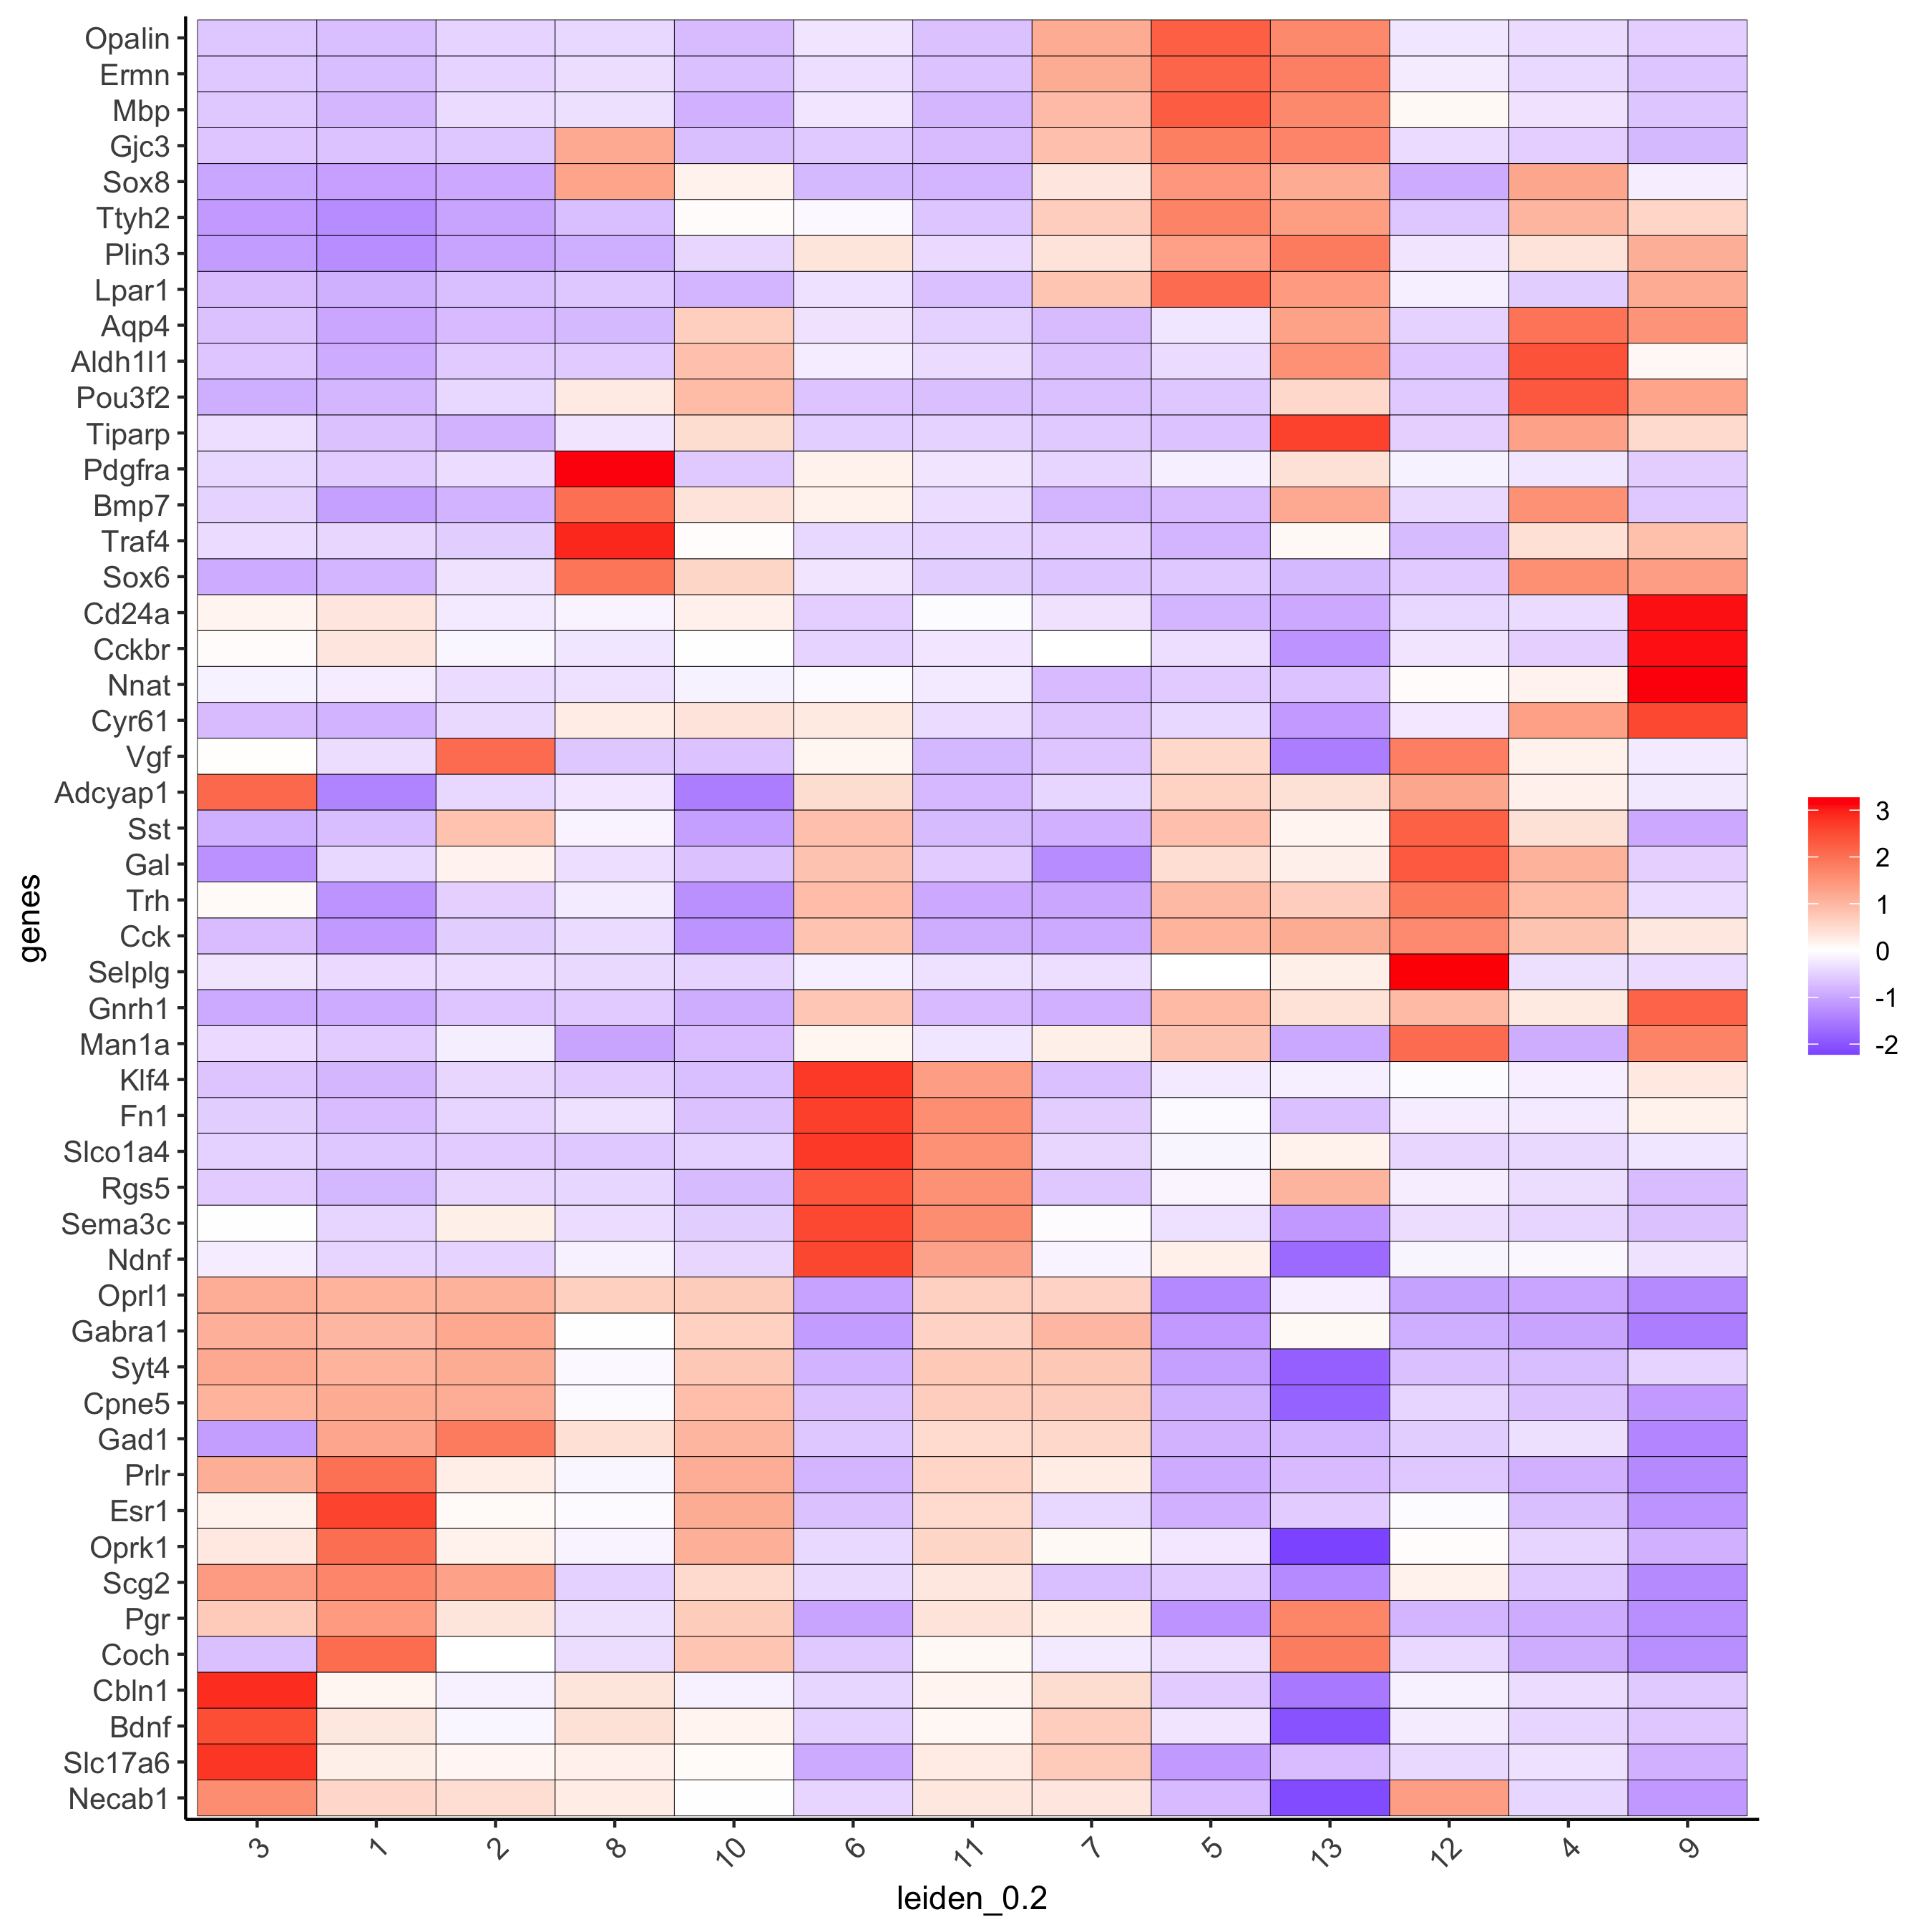 Opalin
Ermn
Mbp
Gjc3
Sox8
Ttyh2
Plin3
Lpar1
Aqp4
Aldh1l1
Pou3f2
Tiparp
Pdgfra
Bmp7
Traf4
Sox6
Cd24a
Cckbr
Nnat
Cyr61
Vgf
Adcyap1
Sst
Gal
Trh
Cck
Selplg
Gnrh1
Man1a
Klf4
Fn1
Slco1a4
Rgs5
Sema3c
Ndnf
Oprl1
Gabra1
Syt4
Cpne5
Gad1
Prlr
Esr1
Oprk1
Scg2
Pgr
Coch
Cbln1
Bdnf
Slc17a6
Necab1
genes
3 1 2 8 10 6 11 7 5 13 12 4 9
leiden_0.2
3
2
1
0
-1
-2